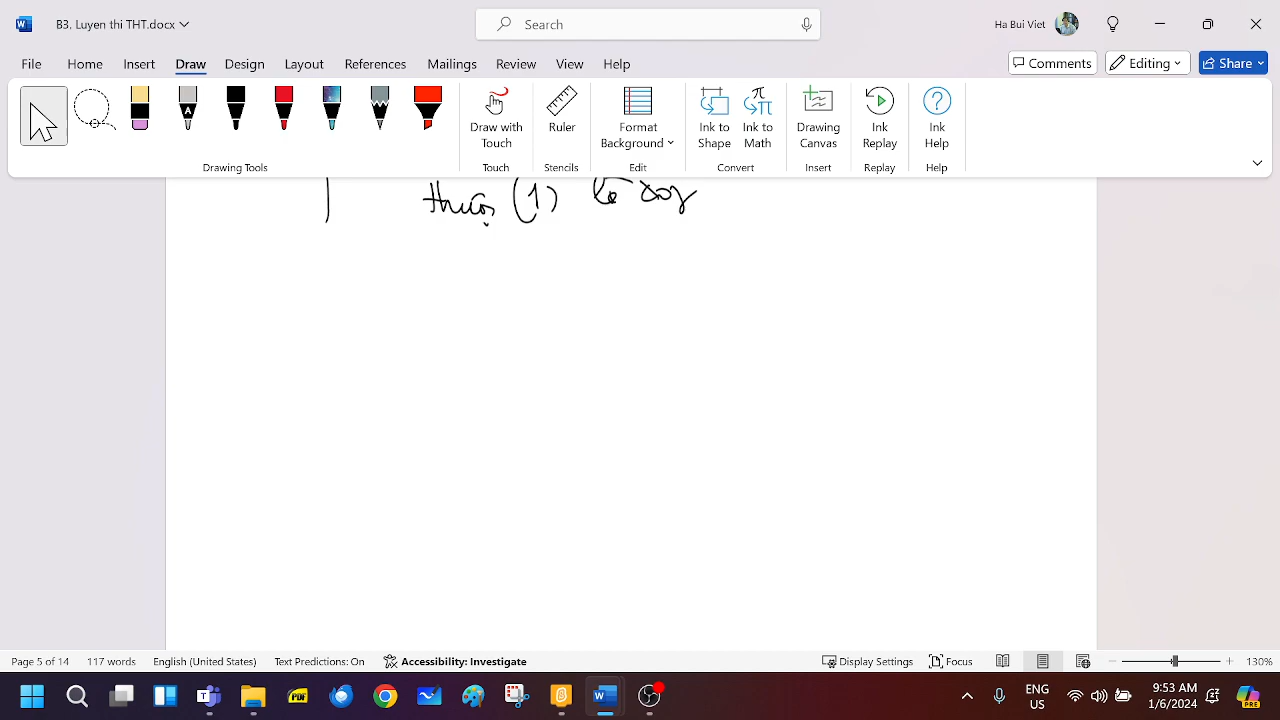 B3. Luyen thi THT.docx
Search
Ha Bui Viet
File Home Insert Draw Design Layout References Mailings Review View Help
Comments Editing Share
Draw with Touch
Ruler
Format Background
Ink to Shape
Ink to Math
Drawing Canvas
Ink Replay
Ink Help
Drawing Tools Touch Stencils Edit Convert Insert Replay Help
(1)
Page 5 of 14 117 words English (United States) Text Predictions: On Accessibility: Investigate Display Settings Focus 130%
ENG US
9:53 AM
1/6/2024